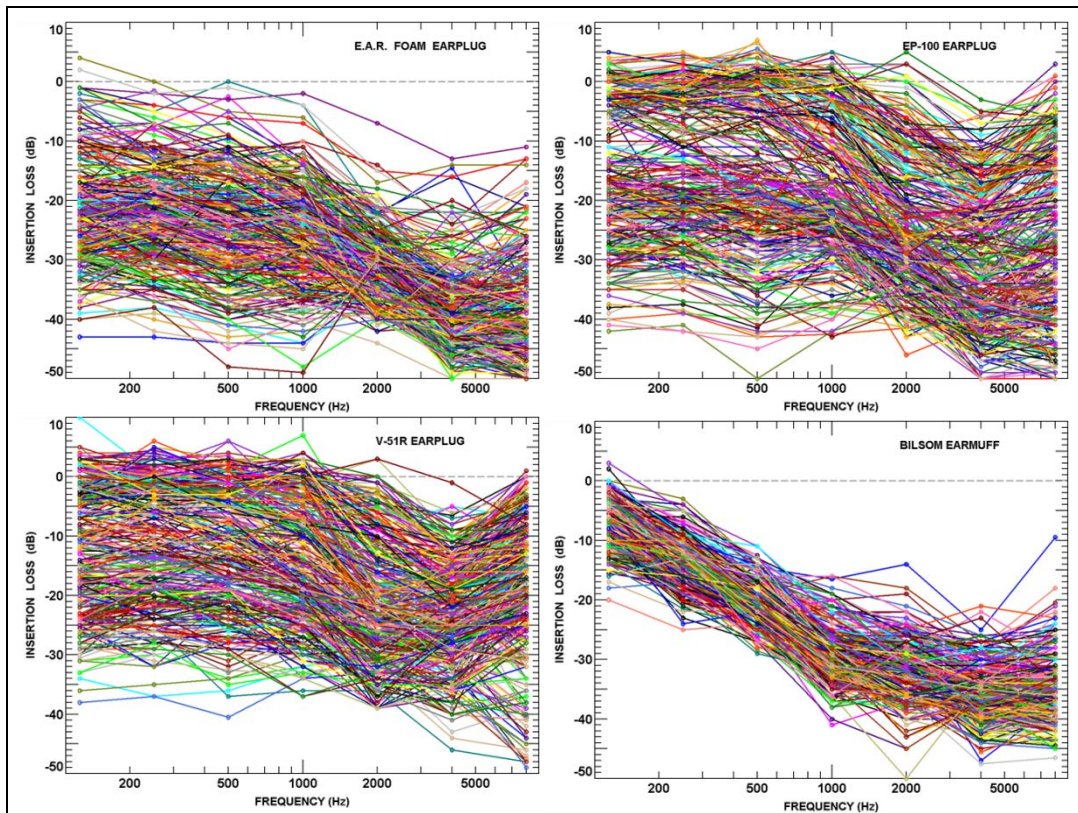 E.A.R. FOAM EARPLUG
10
0
-10
-20
-30
-40
-50
INSERTION LOSS (dB)
200 500 1000 2000 5000
FREQUENCY (Hz)
EP-100 EARPLUG
10
0
-10
-20
-30
-40
-50
INSERTION LOSS (dB)
200 500 1000 2000 5000
FREQUENCY (Hz)
V-51R EARPLUG
10
0
-10
-20
-30
-40
-50
INSERTION LOSS (dB)
200 500 1000 2000 5000
FREQUENCY (Hz)
BILSOM EARMUFF
10
0
-10
-20
-30
-40
-50
INSERTION LOSS (dB)
200 500 1000 2000 5000
FREQUENCY (Hz)